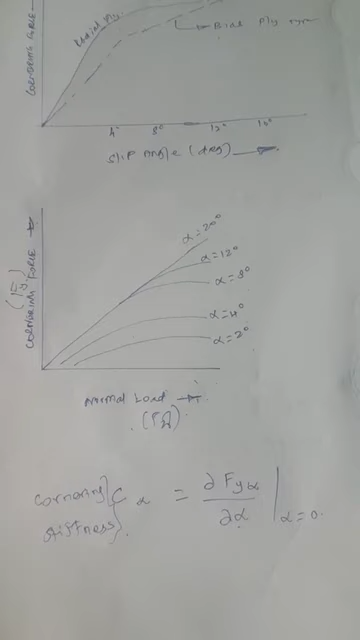 CORNERING FORCE
Radial Ply
Bias Ply tyre
4° 8° 12° 16°
Slip Angle (deg)
CORNERING FORCE
(Fy)
α = 20°
α = 12°
α = 8°
α = 4°
α = 2°
Normal Load
(Fz)
Cornering stiffness} Cα = ∂Fyα / ∂α | α = 0.